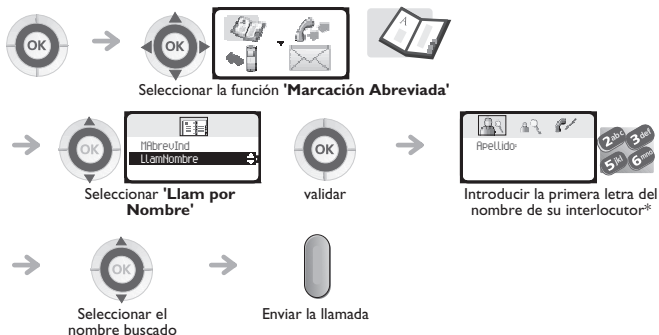 OK
OK
A
Seleccionar la función 'Marcación Abreviada'
OK
MAbrevInd
LlamNombre
Seleccionar 'Llam por
Nombre'
OK
validar
Apellido:
2abc 3def
5jkl 6mno
Introducir la primera letra del
nombre de su interlocutor*
OK
Seleccionar el
nombre buscado
Enviar la llamada